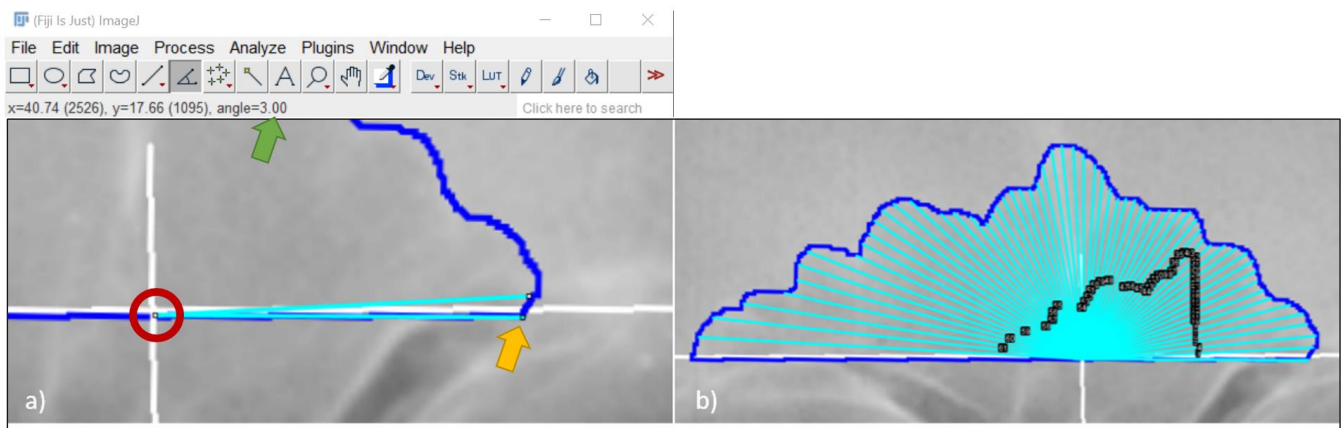 (Fiji Is Just) ImageJ
File Edit Image Process Analyze Plugins Window Help
Dev Stk LUT
x=40.74 (2526), y=17.66 (1095), angle=3.00
Click here to search
a)
b)